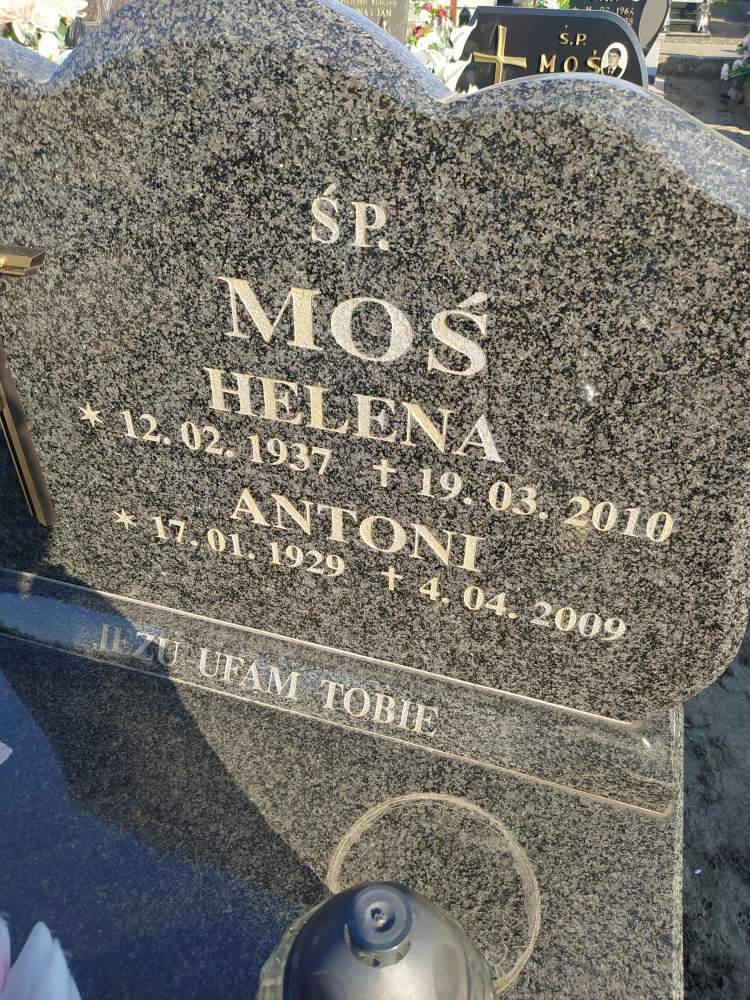 Ś.P.
MOŚ
ŚP.
MOŚ
HELENA
* 12. 02. 1937 † 19. 03. 2010
ANTONI
* 17. 01. 1929 † 4. 04. 2009
JEZU UFAM TOBIE